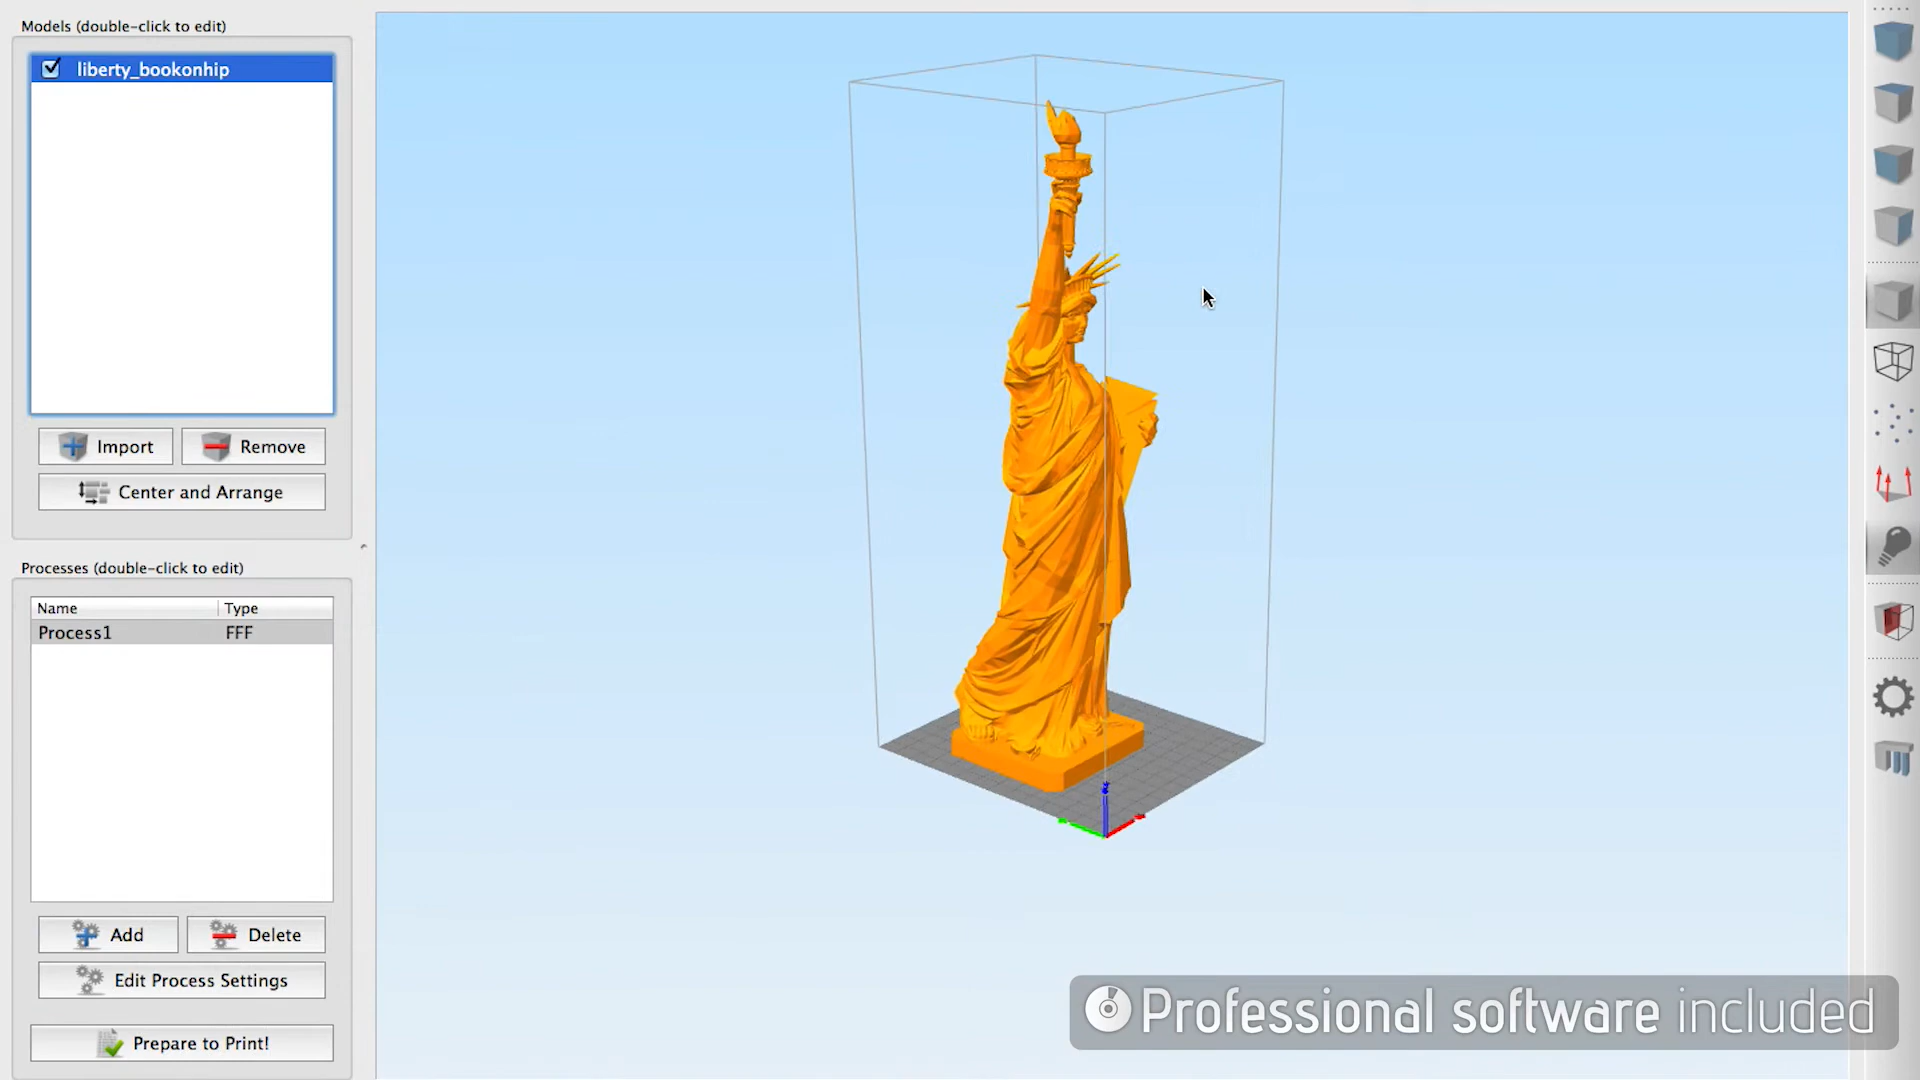 Models (double-click to edit)
liberty_bookonhip
Import
Remove
Center and Arrange
Processes (double-click to edit)
Name Type
Process1 FFF
Add
Delete
Edit Process Settings
Prepare to Print!
Professional software included